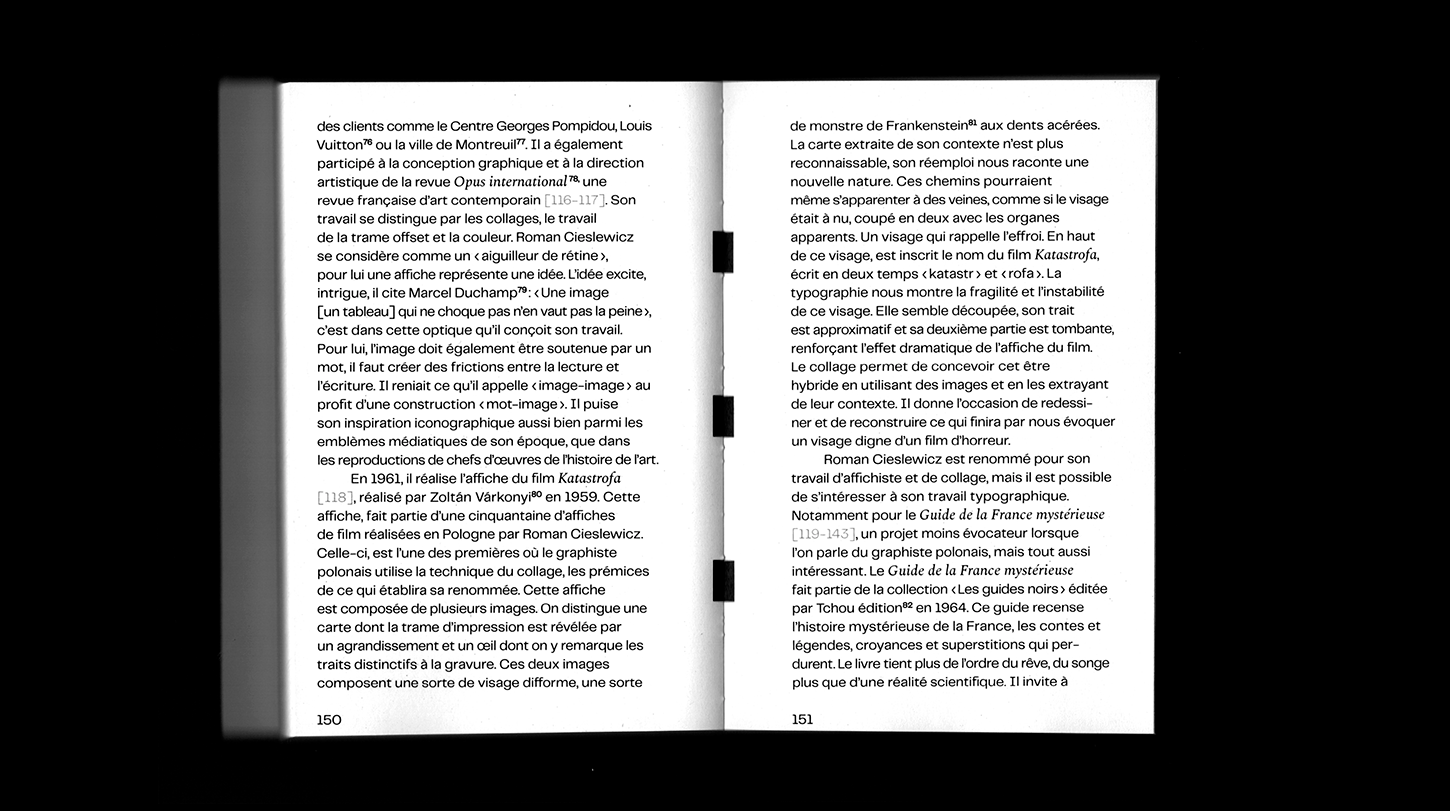 des clients comme le Centre Georges Pompidou, Louis
Vuitton⁷⁶ ou la ville de Montreuil⁷⁷. Il a également
participé à la conception graphique et à la direction
artistique de la revue Opus international⁷⁸, une
revue française d’art contemporain [116–117]. Son
travail se distingue par les collages, le travail
de la trame offset et la couleur. Roman Cieslewicz
se considère comme un ‹ aiguilleur de rétine ›,
pour lui une affiche représente une idée. L’idée excite,
intrigue, il cite Marcel Duchamp⁷⁹ : ‹ Une image
[un tableau] qui ne choque pas n’en vaut pas la peine ›,
c’est dans cette optique qu’il conçoit son travail.
Pour lui, l’image doit également être soutenue par un
mot, il faut créer des frictions entre la lecture et
l’écriture. Il reniait ce qu’il appelle ‹ image–image › au
profit d’une construction ‹ mot–image ›. Il puise
son inspiration iconographique aussi bien parmi les
emblèmes médiatiques de son époque, que dans
les reproductions de chefs d’œuvres de l’histoire de l’art.
En 1961, il réalise l’affiche du film Katastrofa
[118], réalisé par Zoltán Várkonyi⁸⁰ en 1959. Cette
affiche, fait partie d’une cinquantaine d’affiches
de film réalisées en Pologne par Roman Cieslewicz.
Celle–ci, est l’une des premières où le graphiste
polonais utilise la technique du collage, les prémices
de ce qui établira sa renommée. Cette affiche
est composée de plusieurs images. On distingue une
carte dont la trame d’impression est révélée par
un agrandissement et un œil dont on y remarque les
traits distinctifs à la gravure. Ces deux images
composent une sorte de visage difforme, une sorte
150
de monstre de Frankenstein⁸¹ aux dents acérées.
La carte extraite de son contexte n’est plus
reconnaissable, son réemploi nous raconte une
nouvelle nature. Ces chemins pourraient
même s’apparenter à des veines, comme si le visage
était à nu, coupé en deux avec les organes
apparents. Un visage qui rappelle l’effroi. En haut
de ce visage, est inscrit le nom du film Katastrofa,
écrit en deux temps ‹ katastr › et ‹ rofa ›. La
typographie nous montre la fragilité et l’instabilité
de ce visage. Elle semble découpée, son trait
est approximatif et sa deuxième partie est tombante,
renforçant l’effet dramatique de l’affiche du film.
Le collage permet de concevoir cet être
hybride en utilisant des images et en les extrayant
de leur contexte. Il donne l’occasion de redessi–
ner et de reconstruire ce qui finira par nous évoquer
un visage digne d’un film d’horreur.
Roman Cieslewicz est renommé pour son
travail d’affichiste et de collage, mais il est possible
de s’intéresser à son travail typographique.
Notamment pour le Guide de la France mystérieuse
[119–143], un projet moins évocateur lorsque
l’on parle du graphiste polonais, mais tout aussi
intéressant. Le Guide de la France mystérieuse
fait partie de la collection ‹ Les guides noirs › éditée
par Tchou édition⁸² en 1964. Ce guide recense
l’histoire mystérieuse de la France, les contes et
légendes, croyances et superstitions qui per–
durent. Le livre tient plus de l’ordre du rêve, du songe
plus que d’une réalité scientifique. Il invite à
151